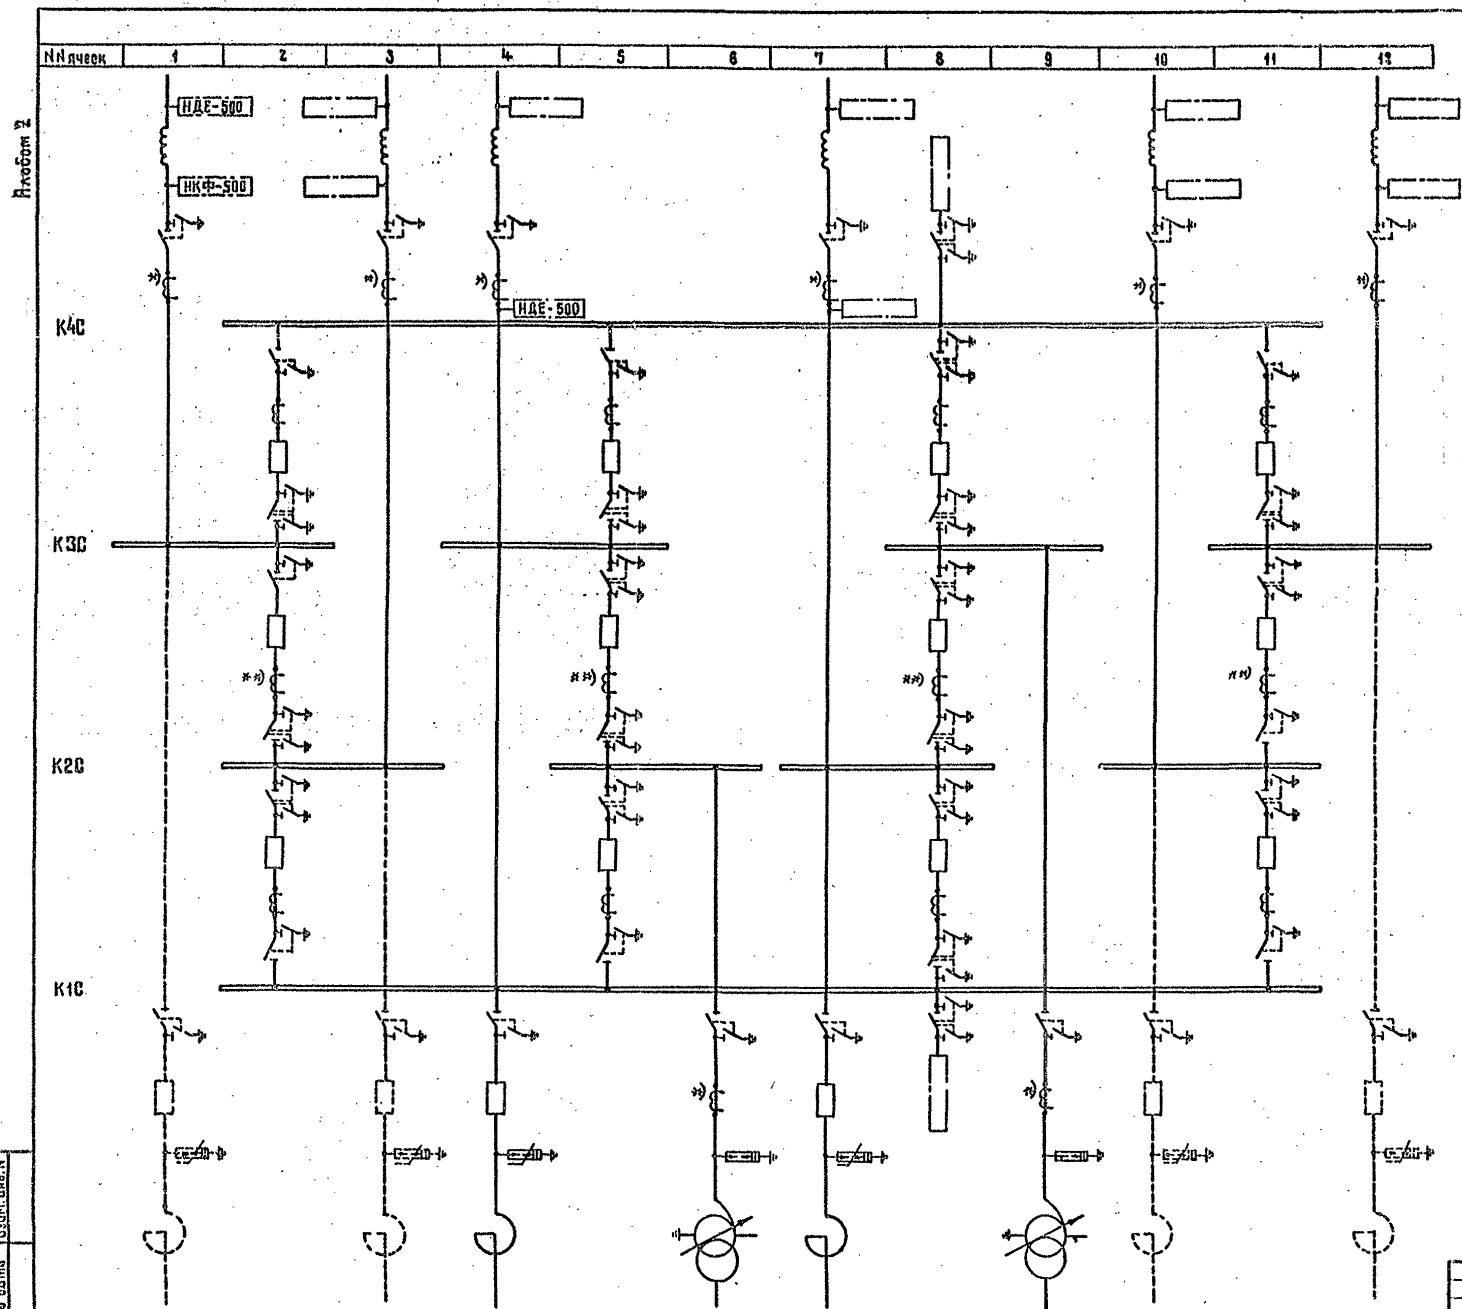 NN ячеек 1 2 3 4 5 6 7 8 9 10 11 12
Альбом 2
НДЕ-500
НКФ-500
*) *) *) *) *) *)
НДЕ-500
К4С
К3С
**) **) **) **)
К2С
К1С
*) *)